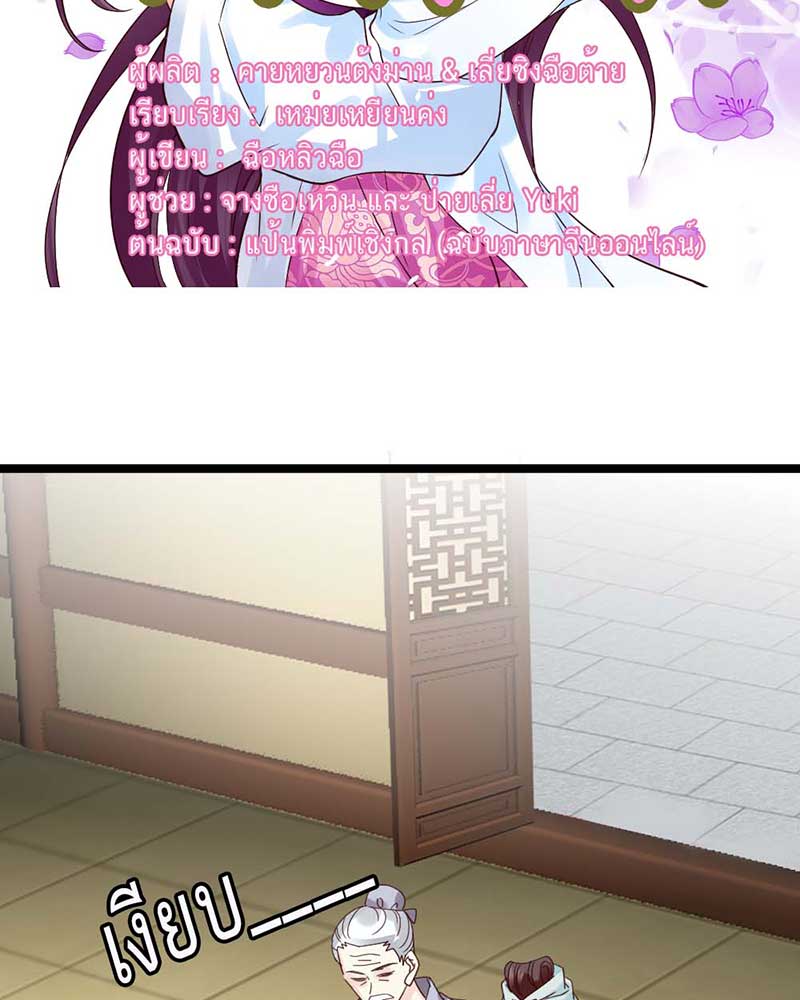 ผู้ผลิต : คายหยวนต้งม่าน & เลี่ยซิงฉือต้าย
เรียบเรียง : เหม่ยเหยียนค่ง
ผู้เขียน : ฉือหลิวฉือ
ผู้ช่วย : จางซือเหวิน และ ป่ายเลี่ย Yuki
ต้นฉบับ : แป้นพิมพ์เชิงกล (ฉบับภาษาจีนออนไลน์)
เงียบ____